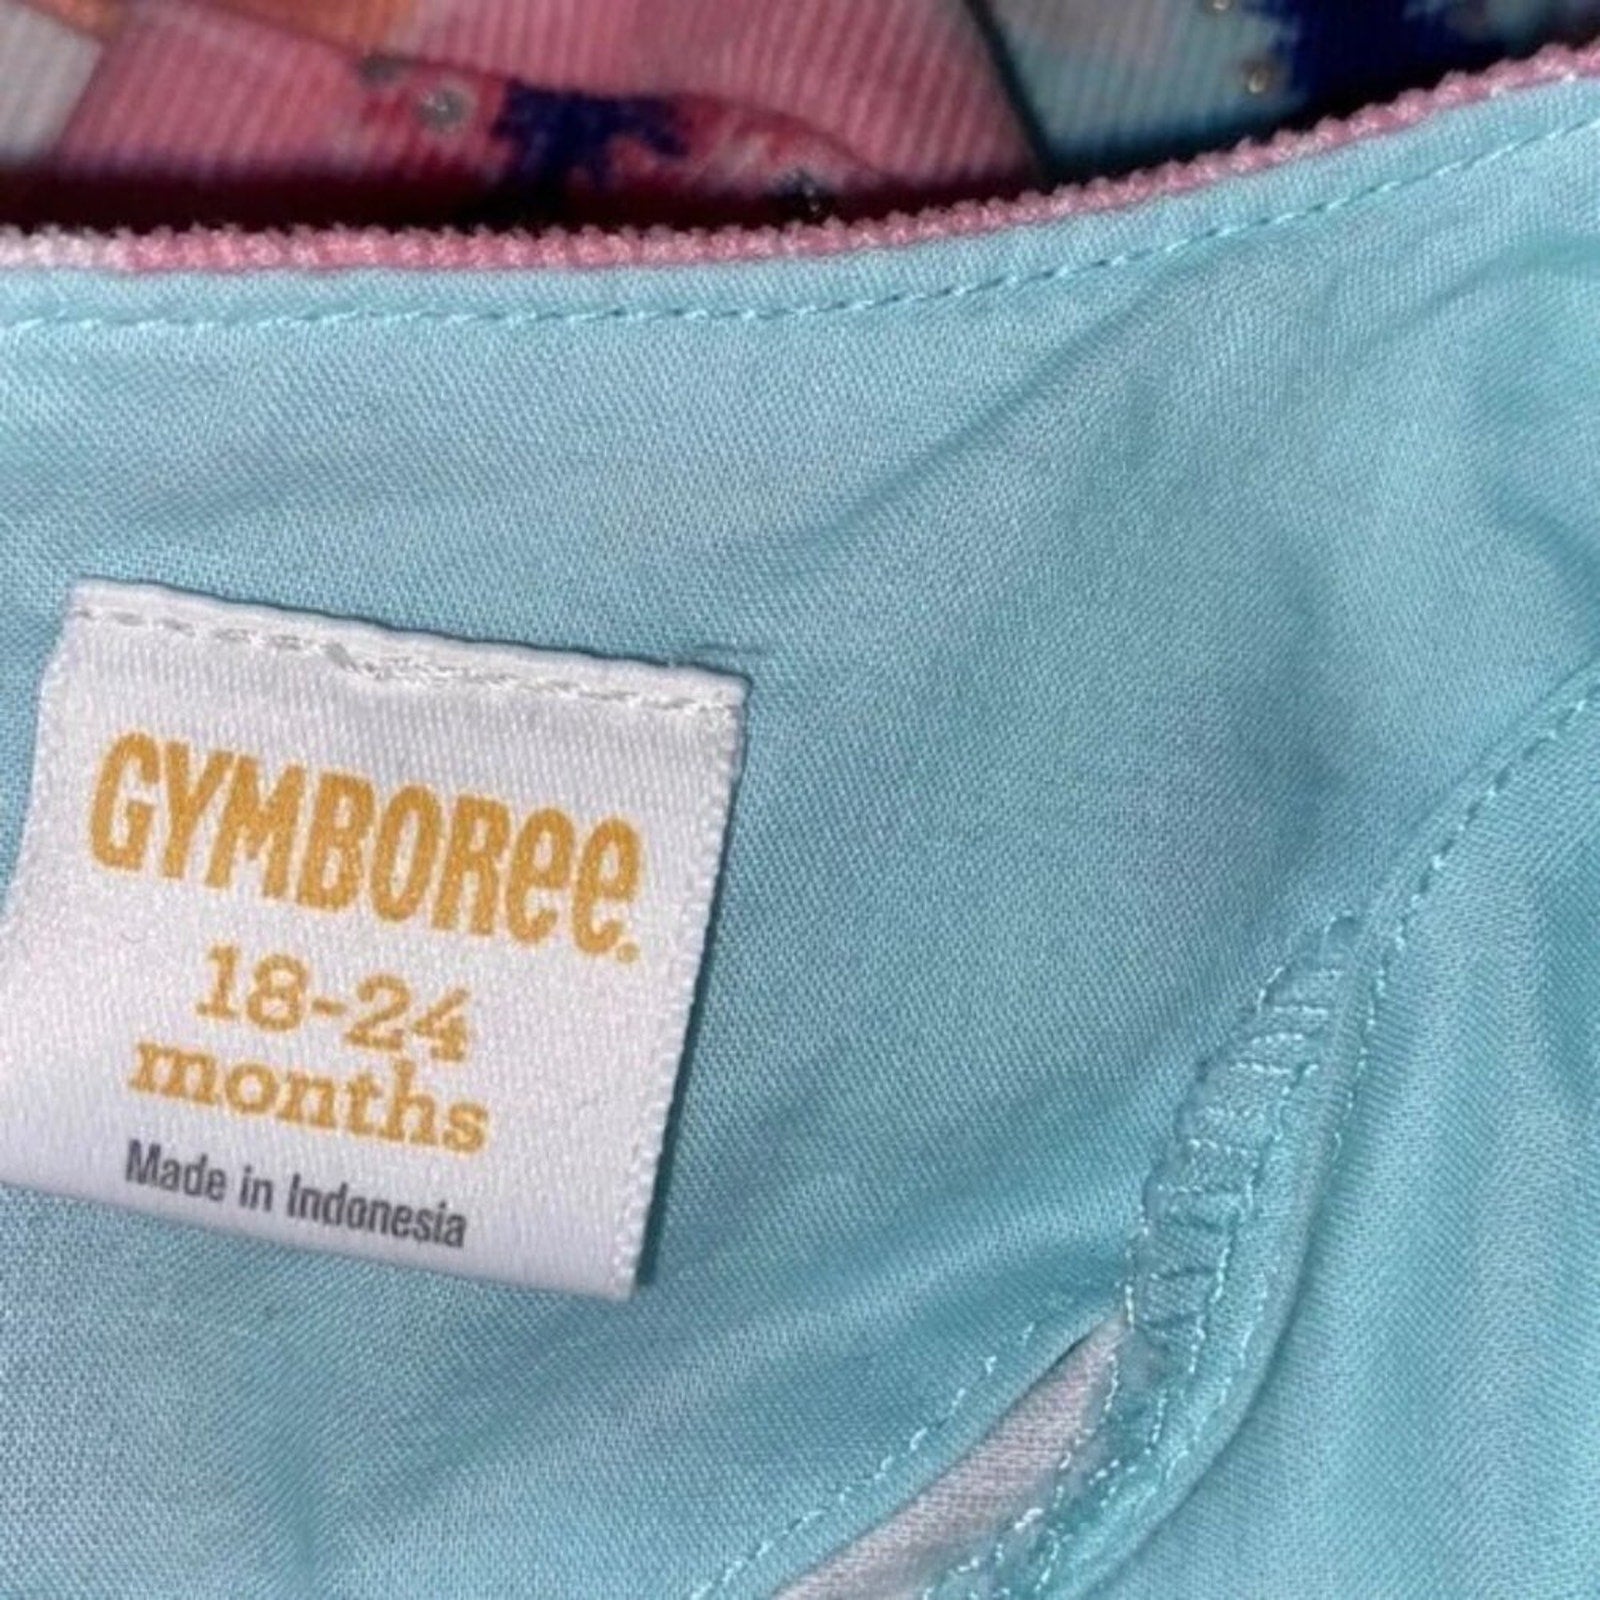 GYMBOREE.
18-24
months
Made in Indonesia